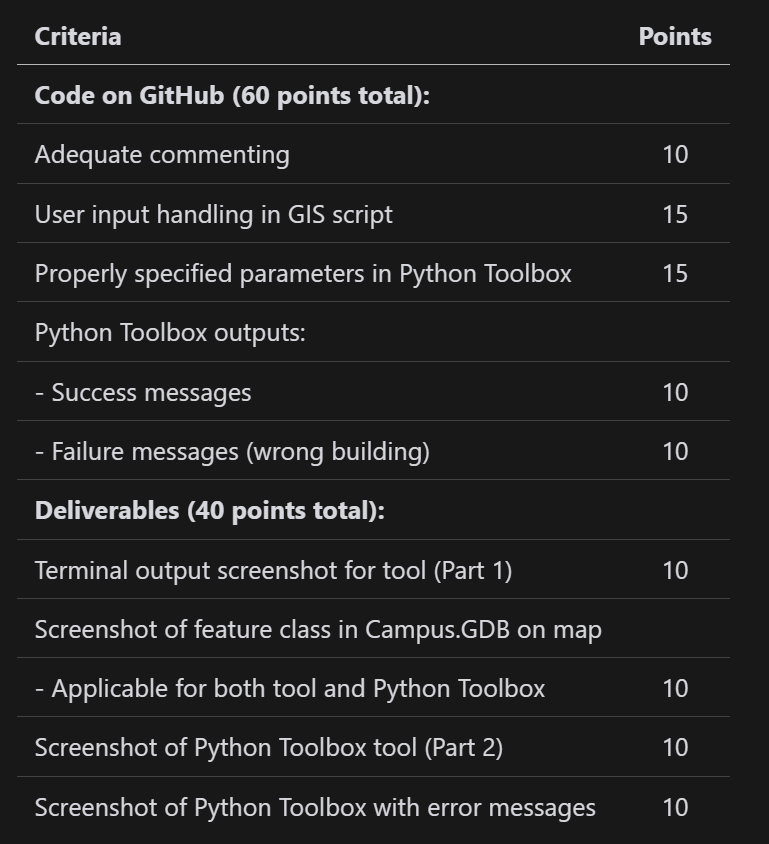 Criteria Points
Code on GitHub (60 points total):
Adequate commenting 10
User input handling in GIS script 15
Properly specified parameters in Python Toolbox 15
Python Toolbox outputs:
- Success messages 10
- Failure messages (wrong building) 10
Deliverables (40 points total):
Terminal output screenshot for tool (Part 1) 10
Screenshot of feature class in Campus.GDB on map
- Applicable for both tool and Python Toolbox 10
Screenshot of Python Toolbox tool (Part 2) 10
Screenshot of Python Toolbox with error messages 10